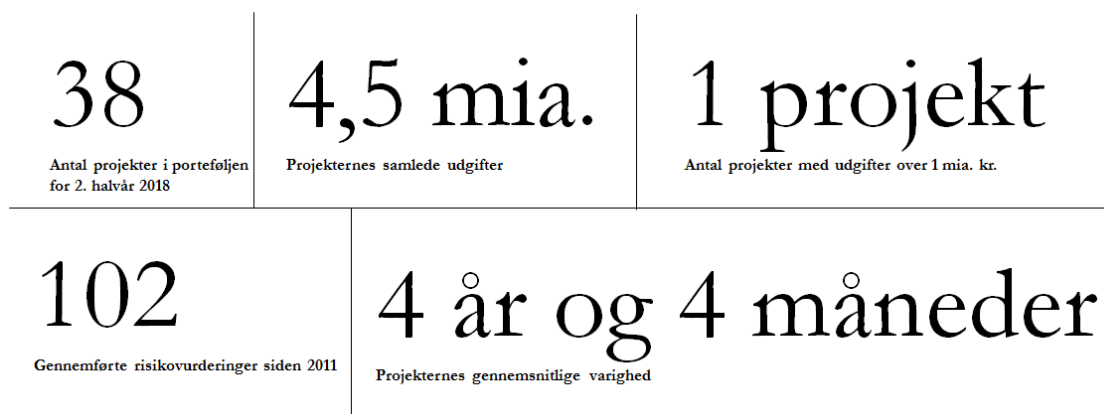 38
Antal projekter i porteføljen
for 2. halvår 2018
4,5 mia.
Projekternes samlede udgifter
1 projekt
Antal projekter med udgifter over 1 mia. kr.
102
Gennemførte risikovurderinger siden 2011
4 år og 4 måneder
Projekternes gennemsnitlige varighed